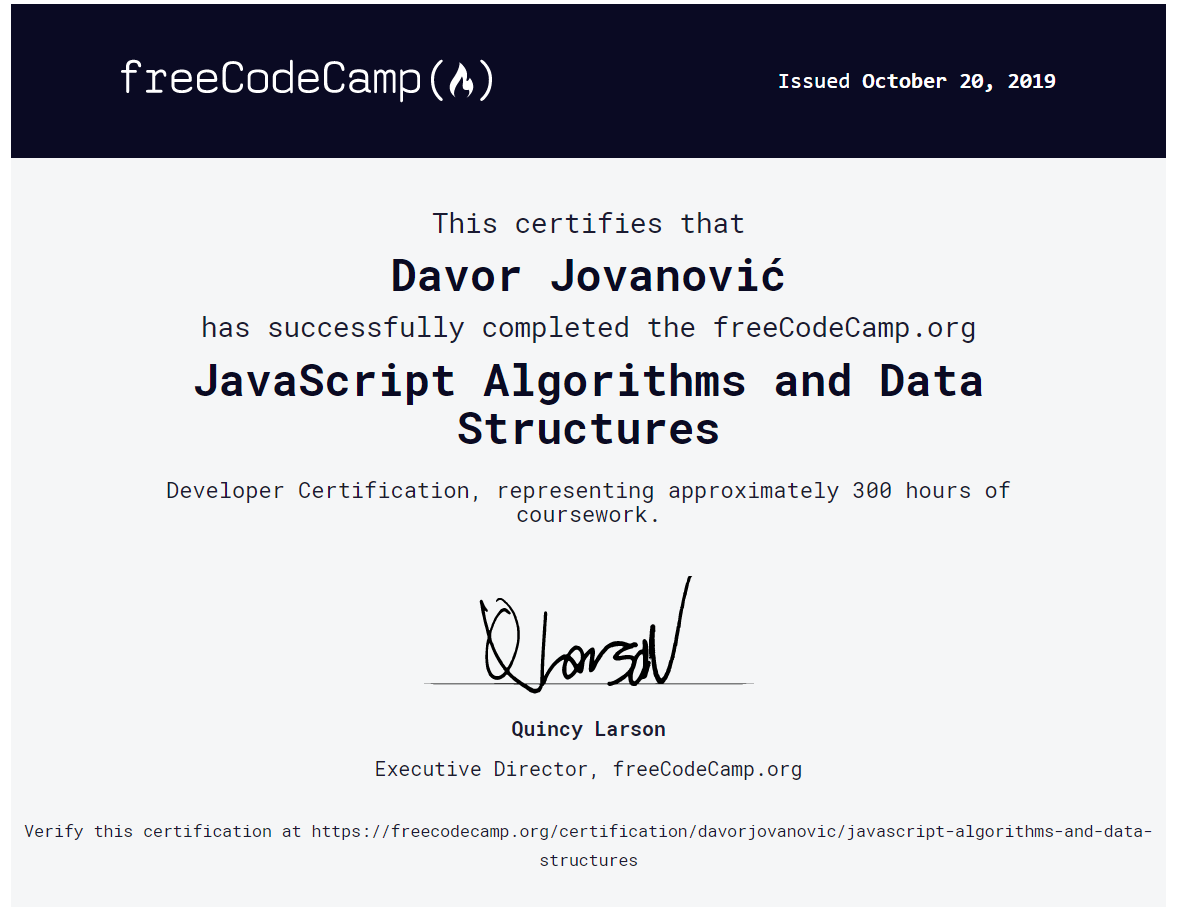 freeCodeCamp(🔥)
Issued October 20, 2019
This certifies that
Davor Jovanović
has successfully completed the freeCodeCamp.org
JavaScript Algorithms and Data
Structures
Developer Certification, representing approximately 300 hours of
coursework.
Q Larson
Quincy Larson
Executive Director, freeCodeCamp.org
Verify this certification at https://freecodecamp.org/certification/davorjovanovic/javascript-algorithms-and-data-
structures